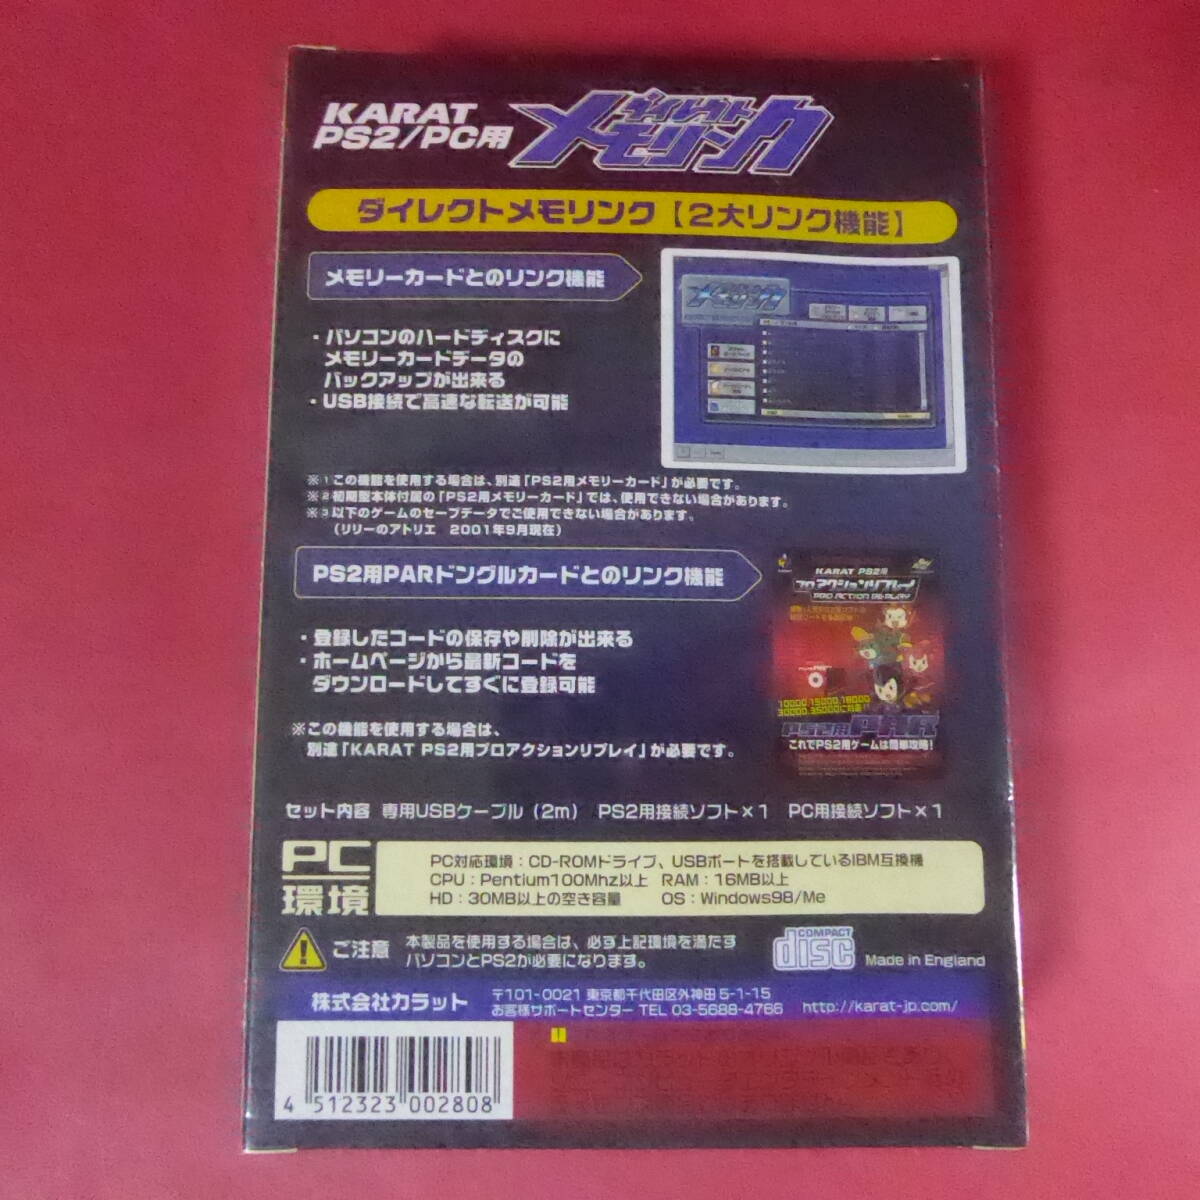 KARAT
PS2/PC用
ダイレクト
メモリンク
ダイレクトメモリンク【2大リンク機能】
メモリーカードとのリンク機能
・パソコンのハードディスクに
メモリーカードデータの
バックアップが出来る
・USB接続で高速な転送が可能
※1この機能を使用する場合は、別途「PS2用メモリーカード」が必要です。
※2初期型本体付属の「PS2用メモリーカード」では、使用できない場合があります。
※3以下のゲームのセーブデータでご使用できない場合があります。
(リリーのアトリエ 2001年9月現在)
PS2用PARドングルカードとのリンク機能
・登録したコードの保存や削除が出来る
・ホームページから最新コードを
ダウンロードしてすぐに登録可能
※この機能を使用する場合は、
別途「KARAT PS2用プロアクションリプレイ」が必要です。
KARAT PS2用
プロアクションリプレイ
PRO ACTION REPLAY
10000,15000,18000
30000,35000に対応!!
PS2用PAR
これでPS2用ゲームは簡単攻略!
セット内容 専用USBケーブル(2m) PS2用接続ソフト×1 PC用接続ソフト×1
PC
環境
PC対応環境:CD-ROMドライブ、USBポートを搭載しているIBM互換機
CPU:Pentium100Mhz以上 RAM:16MB以上
HD:30MB以上の空き容量 OS:Windows98/Me
ご注意
本製品を使用する場合は、必ず上記環境を満たす
パソコンとPS2が必要になります。
COMPACT
disc
Made in England
株式会社カラット
〒101-0021 東京都千代田区外神田5-1-15
お客様サポートセンター TEL 03-5688-4766
http://karat-jp.com/
4 512323 002808